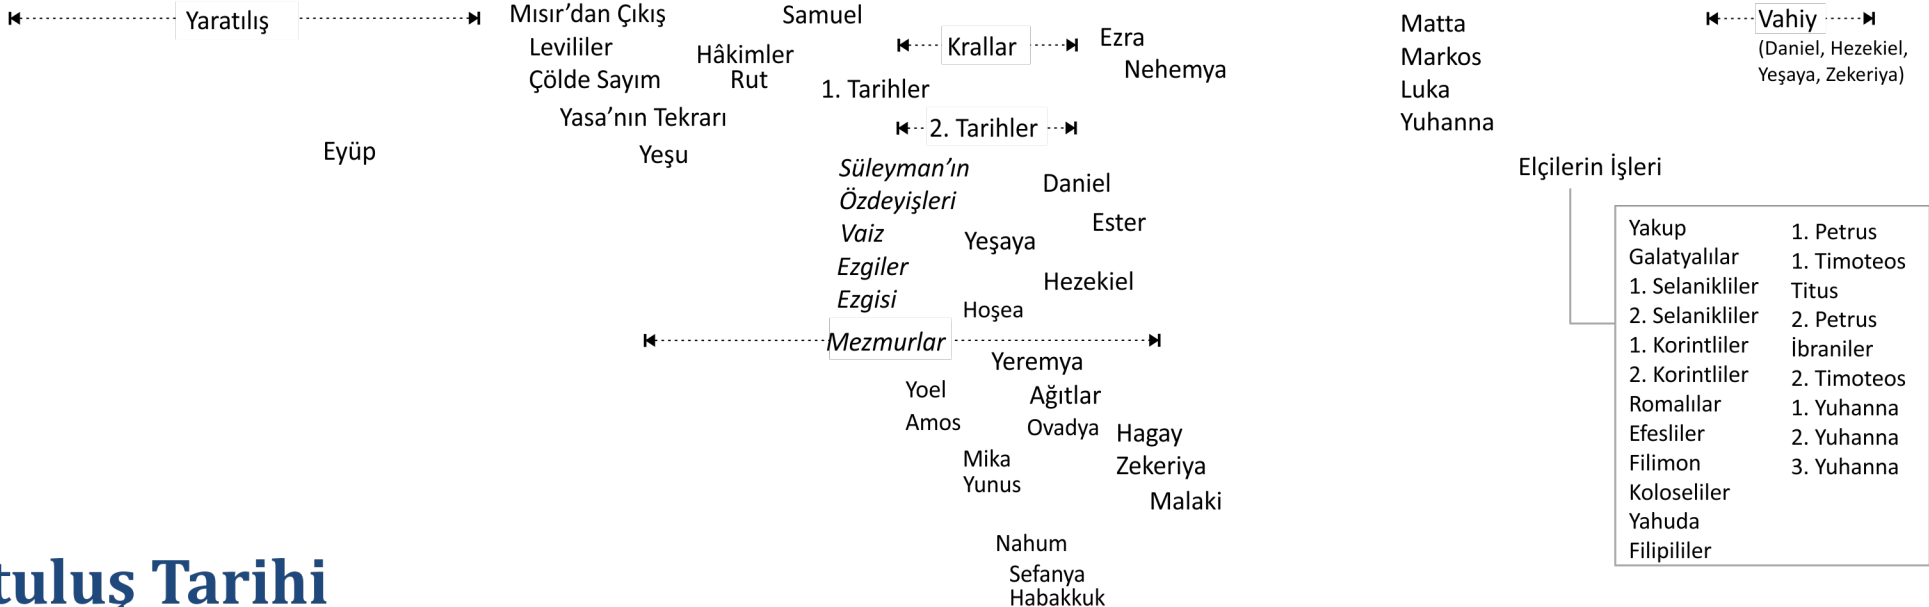 Yaratılış
Mısır’dan Çıkış
Levililer
Çölde Sayım
Yasa’nın Tekrarı
Yeşu
Eyüp
Samuel
Hâkimler
Rut
Krallar
1. Tarihler
2. Tarihler
Ezra
Nehemya
Süleyman’ın
Özdeyişleri
Vaiz
Ezgiler
Ezgisi
Daniel
Ester
Yeşaya
Hezekiel
Hoşea
Mezmurlar
Yeremya
Yoel
Ağıtlar
Amos
Ovadya
Hagay
Zekeriya
Mika
Yunus
Malaki
Nahum
Sefanya
Habakkuk
Matta
Markos
Luka
Yuhanna
Vahiy
(Daniel, Hezekiel,
Yeşaya, Zekeriya)
Elçilerin İşleri
Yakup
Galatyalılar
1. Selanikliler
2. Selanikliler
1. Korintliler
2. Korintliler
Romalılar
Efesliler
Filimon
Koloseliler
Yahuda
Filipililer
1. Petrus
1. Timoteos
Titus
2. Petrus
İbraniler
2. Timoteos
1. Yuhanna
2. Yuhanna
3. Yuhanna
tuluş Tarihi